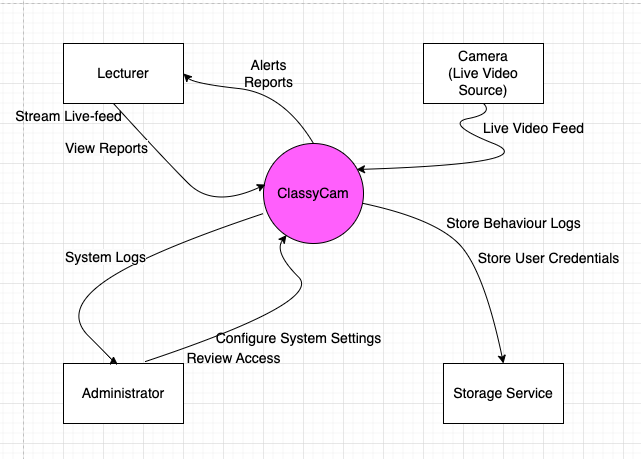 Lecturer
Alerts
Reports
Camera
(Live Video
Source)
Stream Live-feed
View Reports
Live Video Feed
ClassyCam
Store Behaviour Logs
System Logs
Store User Credentials
Configure System Settings
Review Access
Administrator
Storage Service